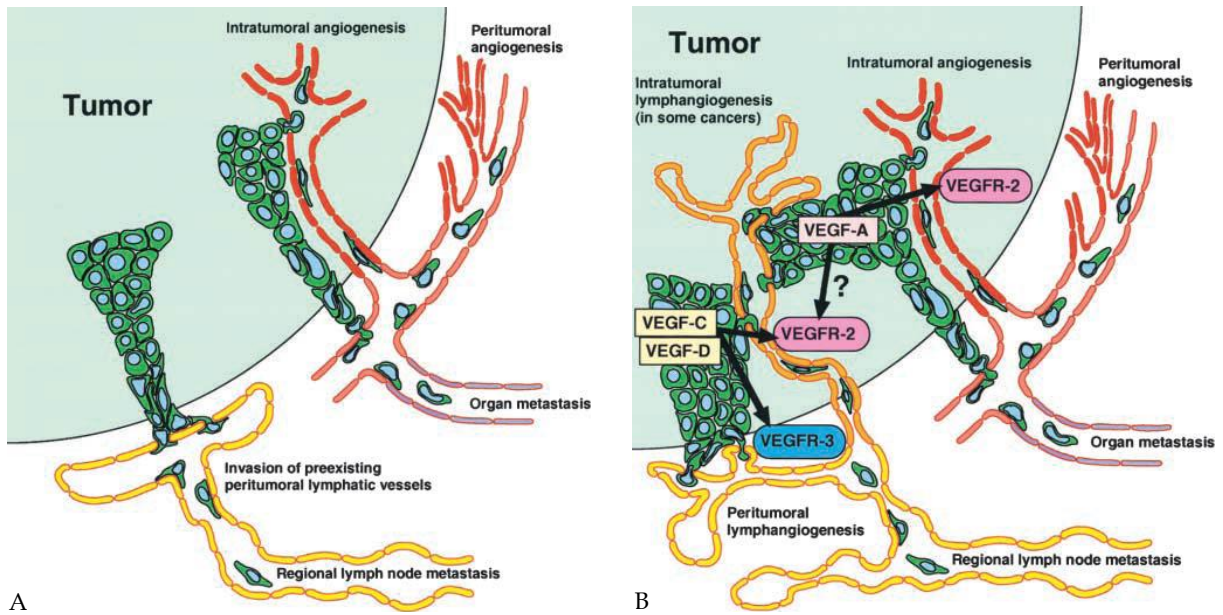 Intratumoral angiogenesis
Peritumoral
angiogenesis
Tumor
Organ metastasis
Invasion of preexisting
peritumoral lymphatic vessels
Regional lymph node metastasis
A
Tumor
Intratumoral angiogenesis
Peritumoral
angiogenesis
Intratumoral
lymphangiogenesis
(in some cancers)
VEGFR-2
VEGF-A
?
VEGF-C
VEGFR-2
VEGF-D
VEGFR-3
Organ metastasis
Peritumoral
lymphangiogenesis
Regional lymph node metastasis
B